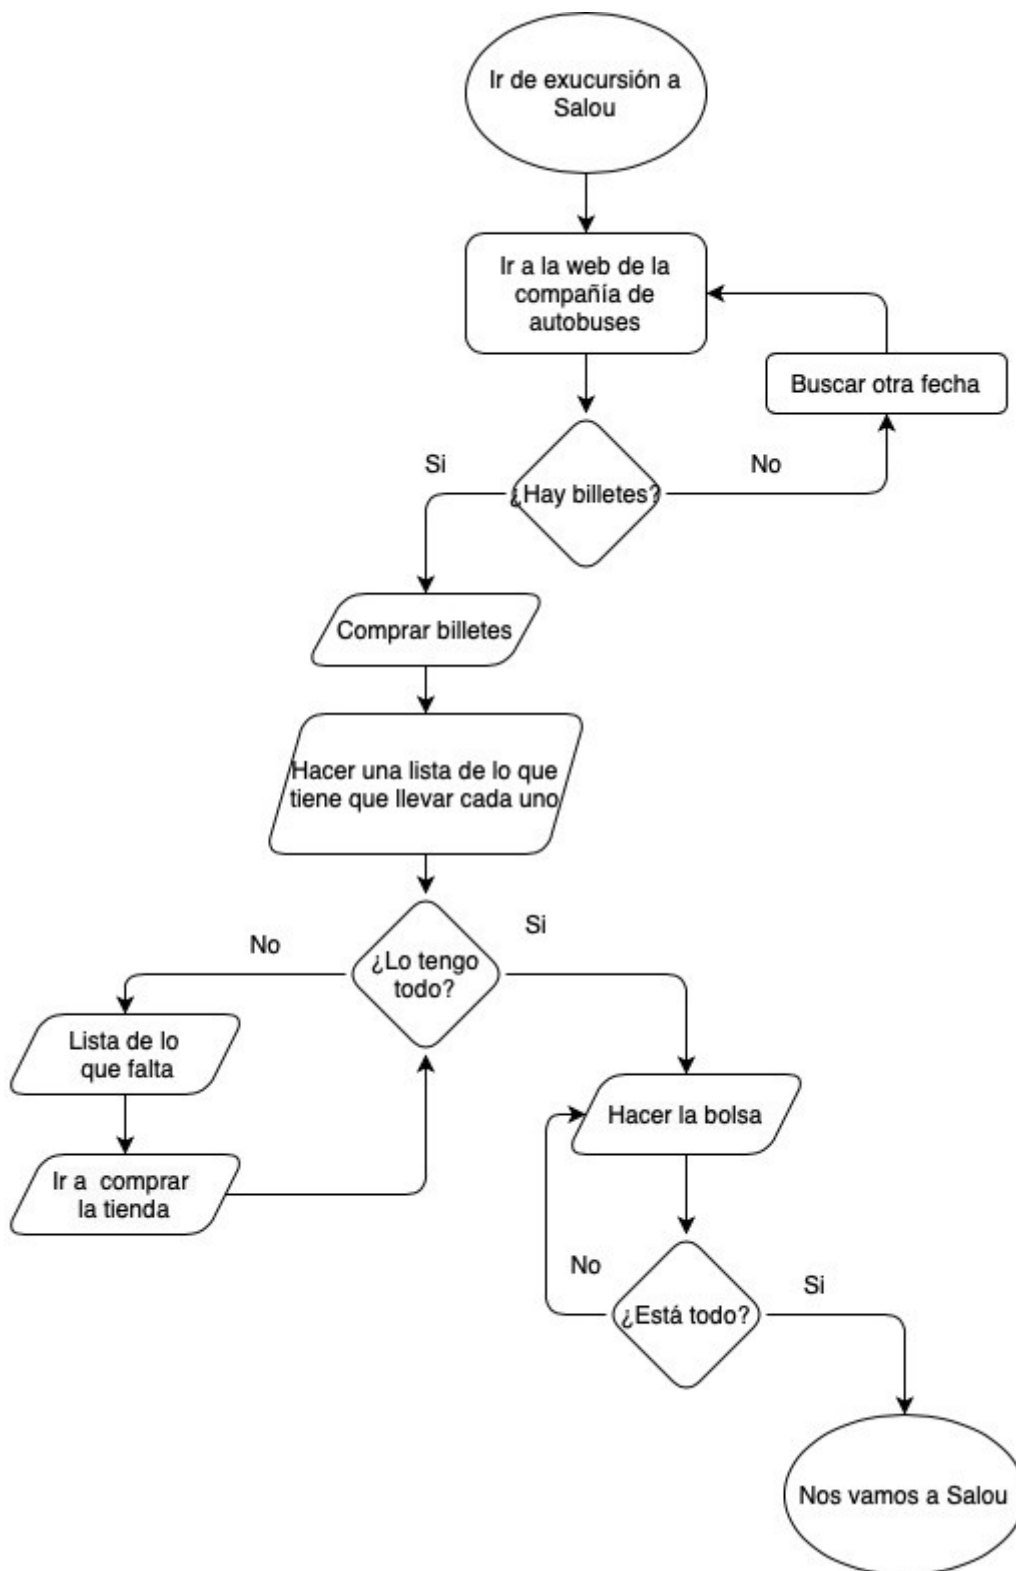 Ir de exucursión a
Salou
Ir a la web de la
compañía de
autobuses
Buscar otra fecha
Si
No
¿Hay billetes?
Comprar billetes
Hacer una lista de lo que
tiene que llevar cada uno
Si
No
¿Lo tengo
todo?
Lista de lo
que falta
Hacer la bolsa
Ir a comprar
la tienda
No
Si
¿Está todo?
Nos vamos a Salou